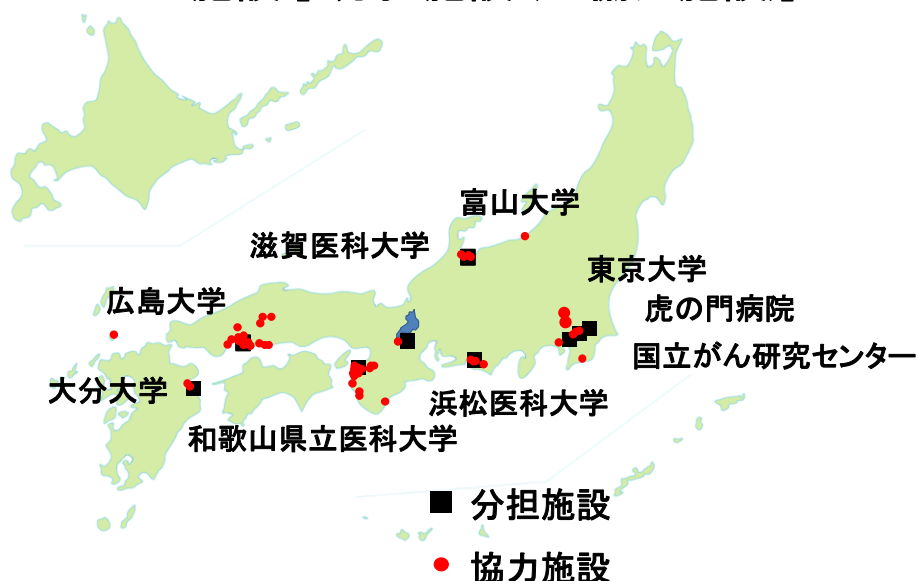 富山大学
滋賀医科大学
東京大学
広島大学
虎の門病院
国立がん研究センター
大分大学
浜松医科大学
和歌山県立医科大学
分担施設
協力施設